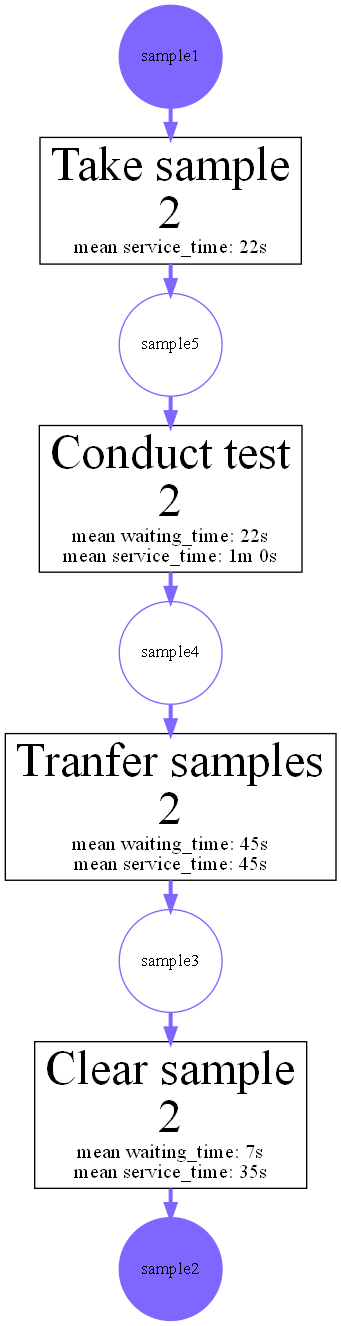 sample1
Take sample
2
mean service_time: 22s
sample5
Conduct test
2
mean waiting_time: 22s
mean service_time: 1m 0s
sample4
Tranfer samples
2
mean waiting_time: 45s
mean service_time: 45s
sample3
Clear sample
2
mean waiting_time: 7s
mean service_time: 35s
sample2